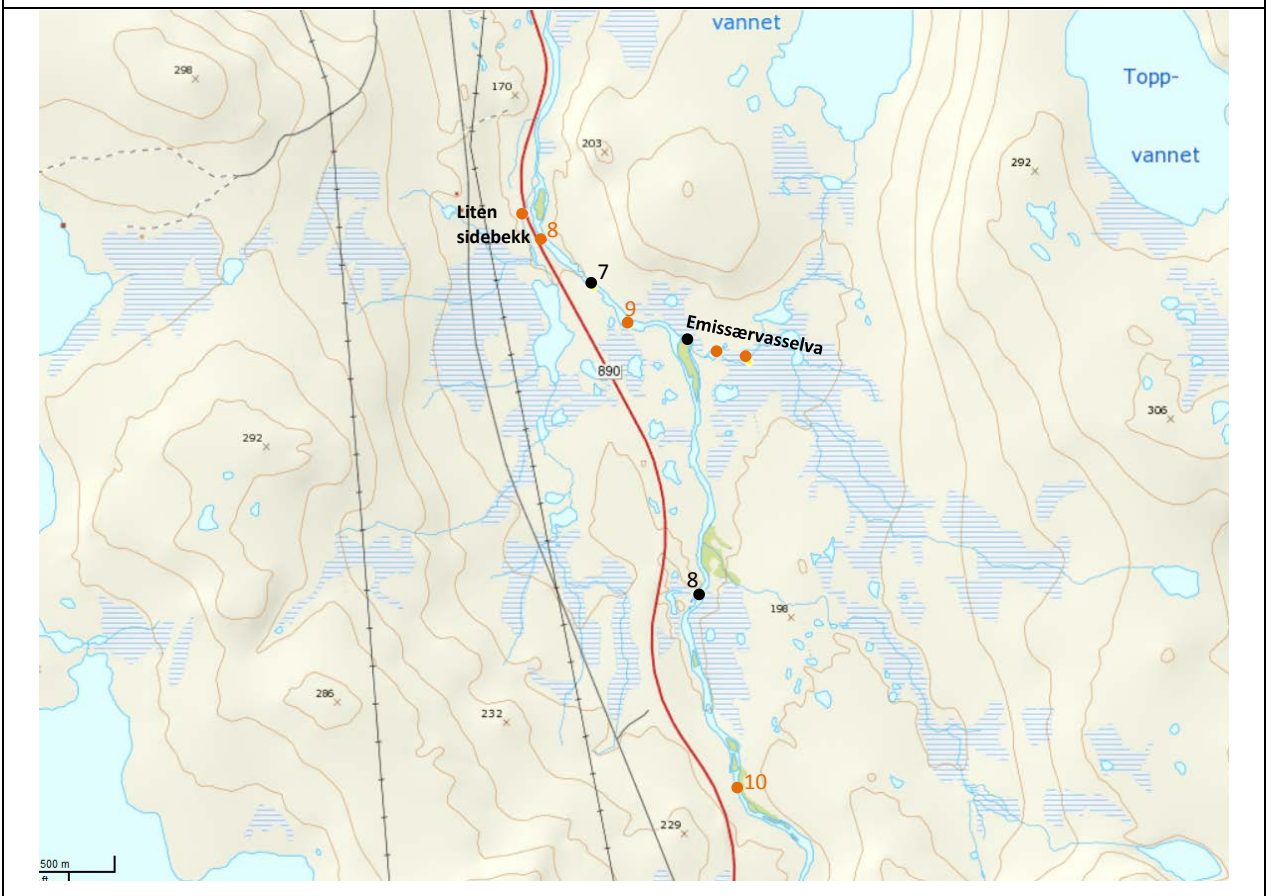 vannet
Topp-
vannet
298
170
203
292
Liten
sidebekk
8
7
9
Emissærvasselva
890
306
292
8
198
286
232
10
229
500 m
ft